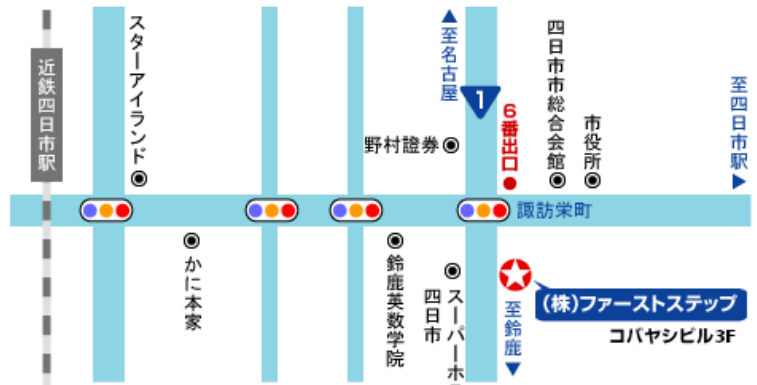 近鉄四日市駅
スターアイランド
至名古屋
1
野村證券
6番出口
四日市市総合会館
市役所
至四日市駅
諏訪栄町
かに本家
鈴鹿英数学院
スーパーホ
四日市
至鈴鹿
(株)ファーストステップ
コバヤシビル3F